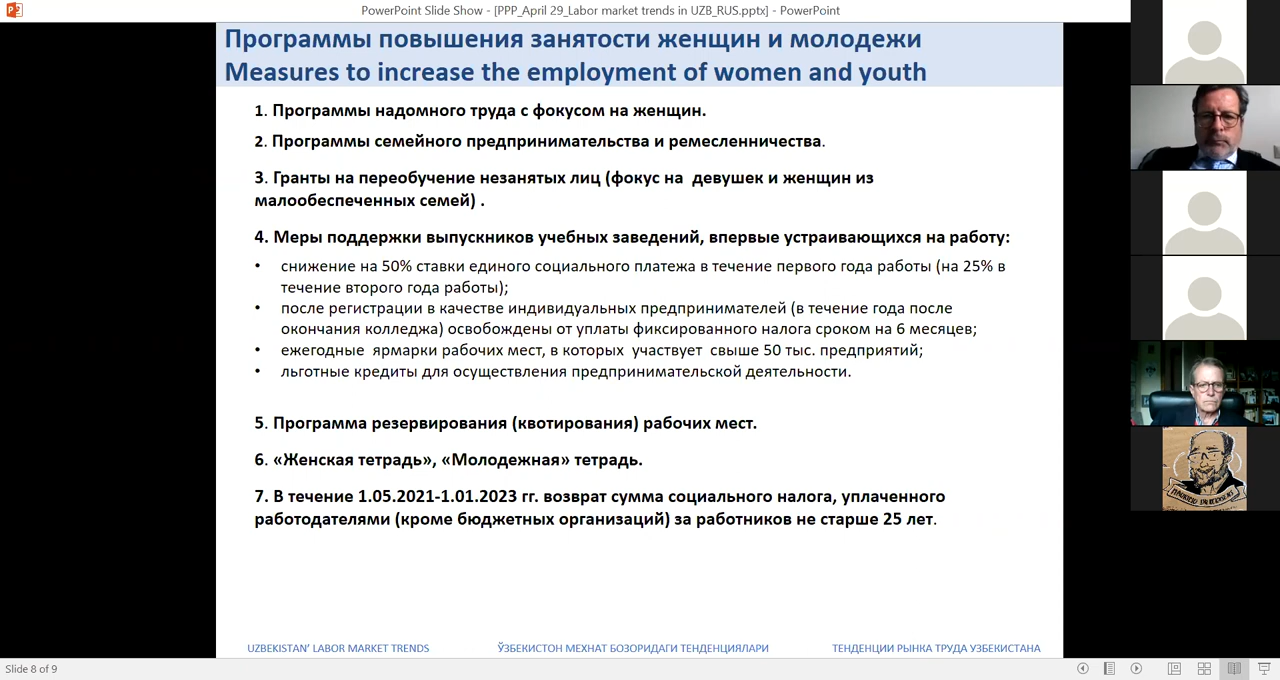 PowerPoint Slide Show - [PPP_April 29_Labor market trends in UZB_RUS.pptx] - PowerPoint
Программы повышения занятости женщин и молодежи
Measures to increase the employment of women and youth
1. Программы надомного труда с фокусом на женщин.
2. Программы семейного предпринимательства и ремесленничества.
3. Гранты на переобучение незанятых лиц (фокус на девушек и женщин из
малообеспеченных семей) .
4. Меры поддержки выпускников учебных заведений, впервые устраивающихся на работу:
• снижение на 50% ставки единого социального платежа в течение первого года работы (на 25% в
течение второго года работы);
• после регистрации в качестве индивидуальных предпринимателей (в течение года после
окончания колледжа) освобождены от уплаты фиксированного налога сроком на 6 месяцев;
• ежегодные ярмарки рабочих мест, в которых участвует свыше 50 тыс. предприятий;
• льготные кредиты для осуществления предпринимательской деятельности.
5. Программа резервирования (квотирования) рабочих мест.
6. «Женская тетрадь», «Молодежная» тетрадь.
7. В течение 1.05.2021-1.01.2023 гг. возврат сумма социального налога, уплаченного
работодателями (кроме бюджетных организаций) за работников не старше 25 лет.
UZBEKISTAN' LABOR MARKET TRENDS
ЎЗБЕКИСТОН МЕХНАТ БОЗОРИДАГИ ТЕНДЕНЦИЯЛАРИ
ТЕНДЕНЦИИ РЫНКА ТРУДА УЗБЕКИСТАНА
Slide 8 of 9